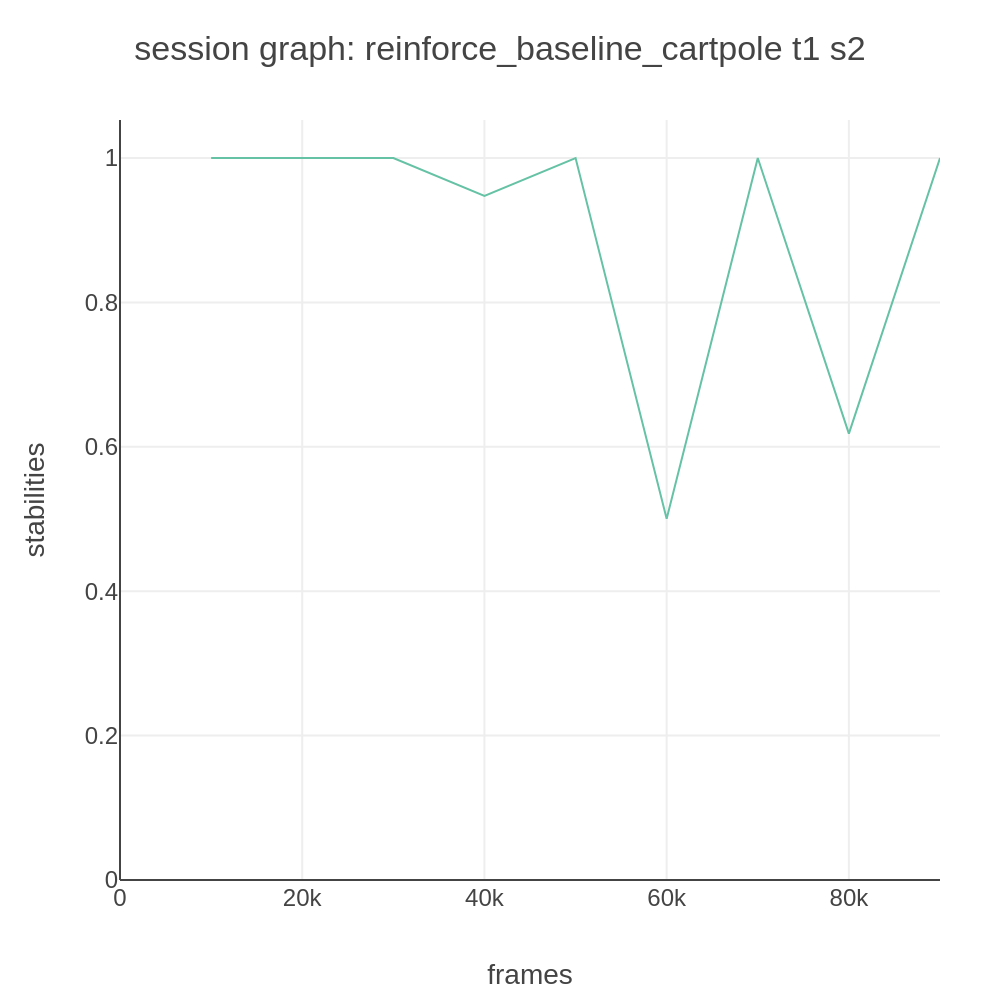 session graph: reinforce_baseline_cartpole t1 s2
1
0.8
0.6
0.4
0.2
0
stabilities
0 20k 40k 60k 80k
frames